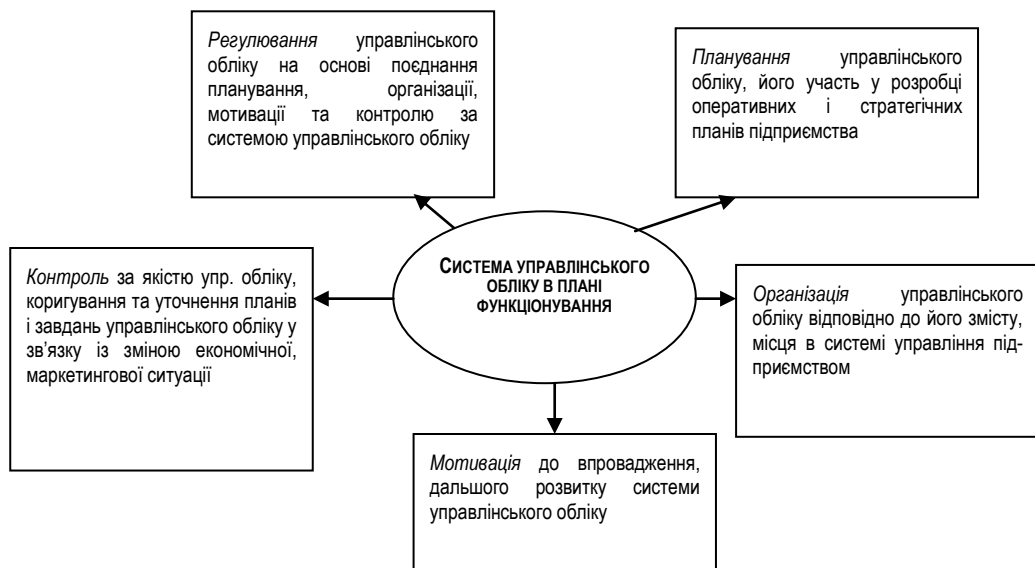 Регулювання управлінського
обліку на основі поєднання
планування, організації,
мотивації та контролю за
системою управлінського обліку
Планування управлінського
обліку, його участь у розробці
оперативних і стратегічних
планів підприємства
СИСТЕМА УПРАВЛІНСЬКОГО
ОБЛІКУ В ПЛАНІ
ФУНКЦІОНУВАННЯ
Контроль за якістю упр. обліку,
коригування та уточнення планів
і завдань управлінського обліку у
зв’язку із зміною економічної,
маркетингової ситуації
Організація управлінського
обліку відповідно до його змісту,
місця в системі управління під-
приємством
Мотивація до впровадження,
дальшого розвитку системи
управлінського обліку